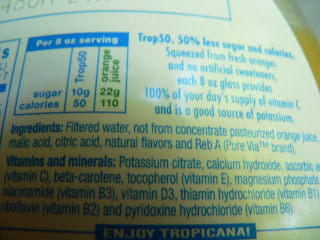 Per 8 oz serving
Trop50
orange juice
sugar 10g 22g
calories 50 110
Trop50, 50% less sugar and calories.
Squeezed from fresh oranges
and no artificial sweeteners,
each 8 oz glass provides
100% of your day's supply of vitamin C
and is a good source of potassium.
Ingredients: Filtered water, not from concentrate pasteurized orange juice,
malic acid, citric acid, natural flavors and Reb A (Pure Via™ brand).
Vitamins and minerals: Potassium citrate, calcium hydroxide, ascorbic
(vitamin C), beta-carotene, tocopherol (vitamin E), magnesium phosphate
niacinamide (vitamin B3), vitamin D3, thiamin hydrochloride (vitamin B1)
riboflavin (vitamin B2) and pyridoxine hydrochloride (vitamin B6).
ENJOY TROPICANA!